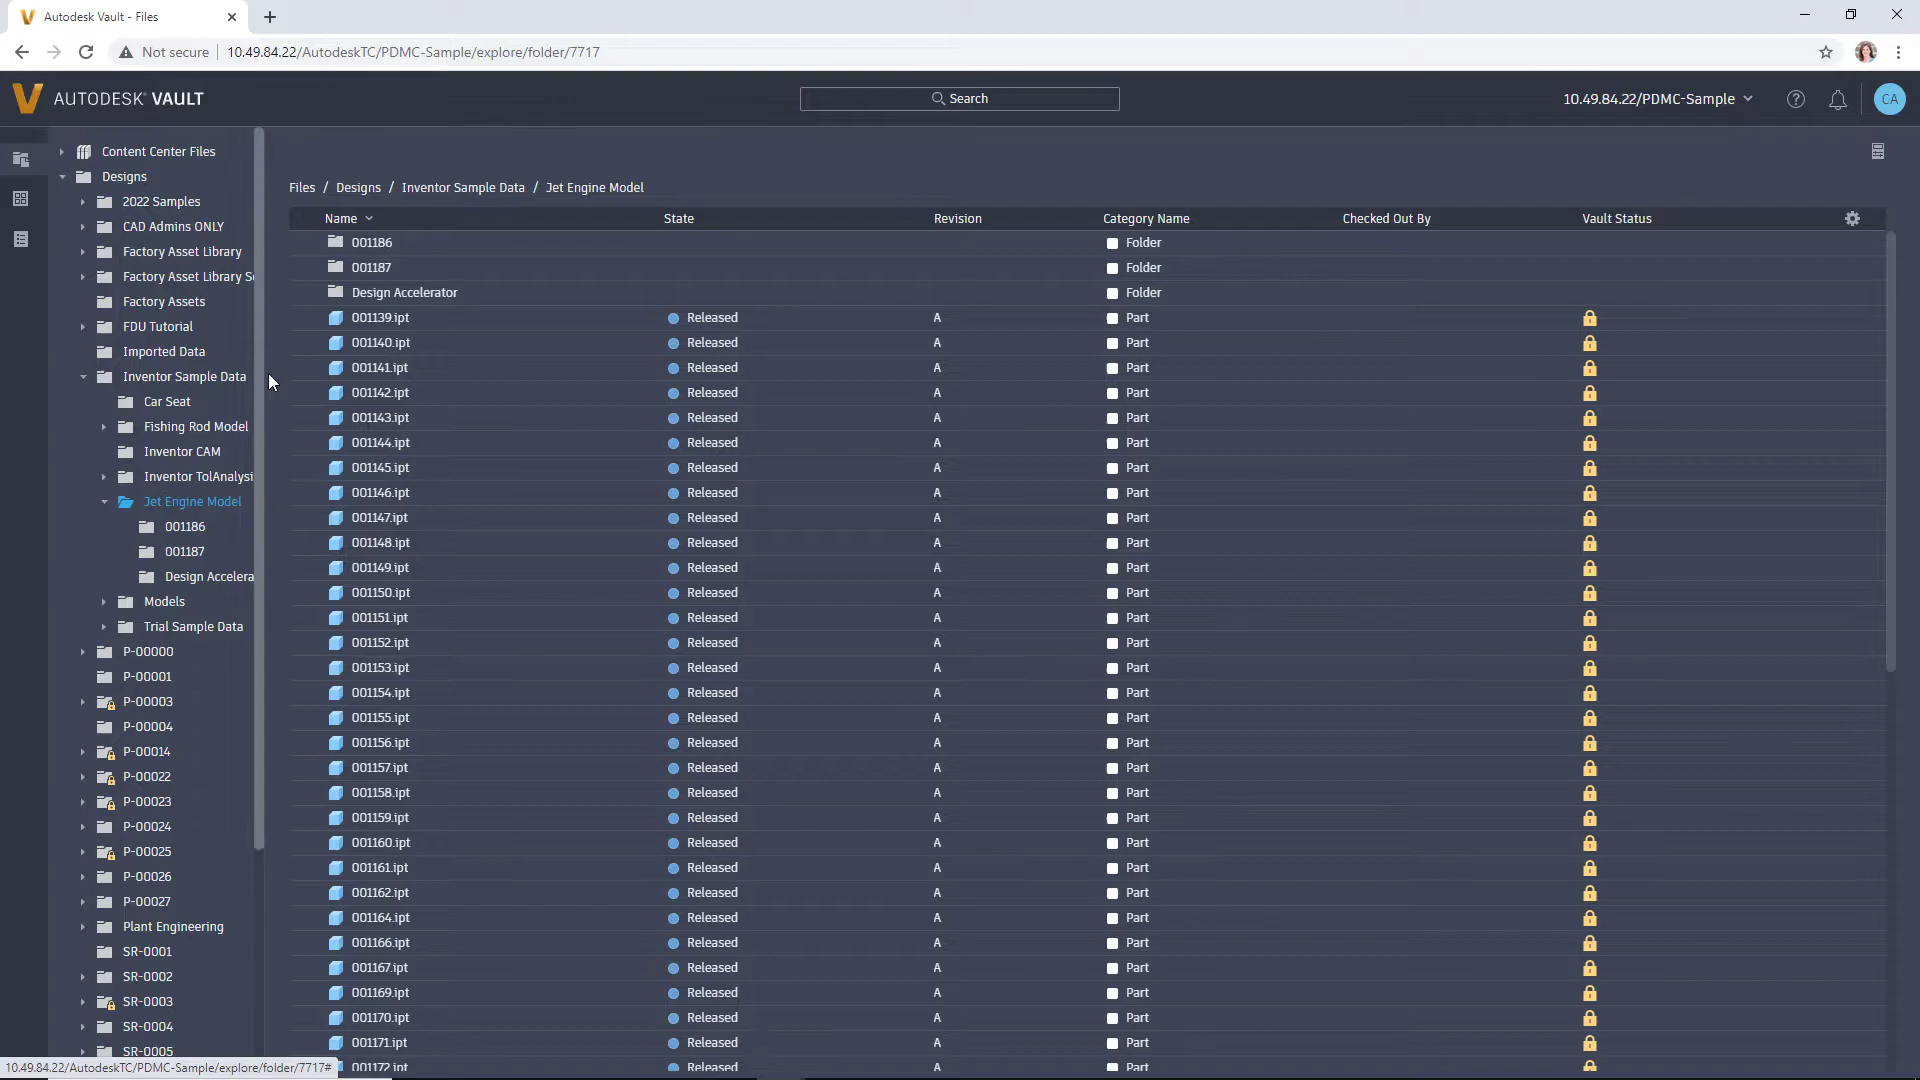 Autodesk Vault - Files
Not secure
10.49.84.22/AutodeskTC/PDMC-Sample/explore/folder/7717
AUTODESK VAULT
Search
10.49.84.22/PDMC-Sample
CA
Content Center Files
Designs
2022 Samples
CAD Admins ONLY
Factory Asset Library
Factory Asset Library Se
Factory Assets
FDU Tutorial
Imported Data
Inventor Sample Data
Car Seat
Fishing Rod Model
Inventor CAM
Inventor TolAnalysi
Jet Engine Model
001186
001187
Design Accelera
Models
Trial Sample Data
P-00000
P-00001
P-00003
P-00004
P-00014
P-00022
P-00023
P-00024
P-00025
P-00026
P-00027
Plant Engineering
SR-0001
SR-0002
SR-0003
SR-0004
SR-0005
Files / Designs / Inventor Sample Data / Jet Engine Model
Name State Revision Category Name Checked Out By Vault Status
001186 Folder
001187 Folder
Design Accelerator Folder
001139.ipt Released A Part
001140.ipt Released A Part
001141.ipt Released A Part
001142.ipt Released A Part
001143.ipt Released A Part
001144.ipt Released A Part
001145.ipt Released A Part
001146.ipt Released A Part
001147.ipt Released A Part
001148.ipt Released A Part
001149.ipt Released A Part
001150.ipt Released A Part
001151.ipt Released A Part
001152.ipt Released A Part
001153.ipt Released A Part
001154.ipt Released A Part
001155.ipt Released A Part
001156.ipt Released A Part
001157.ipt Released A Part
001158.ipt Released A Part
001159.ipt Released A Part
001160.ipt Released A Part
001161.ipt Released A Part
001162.ipt Released A Part
001164.ipt Released A Part
001166.ipt Released A Part
001167.ipt Released A Part
001169.ipt Released A Part
001170.ipt Released A Part
001171.ipt Released A Part
001172.ipt Released A Part
10.49.84.22/AutodeskTC/PDMC-Sample/explore/folder/7717#